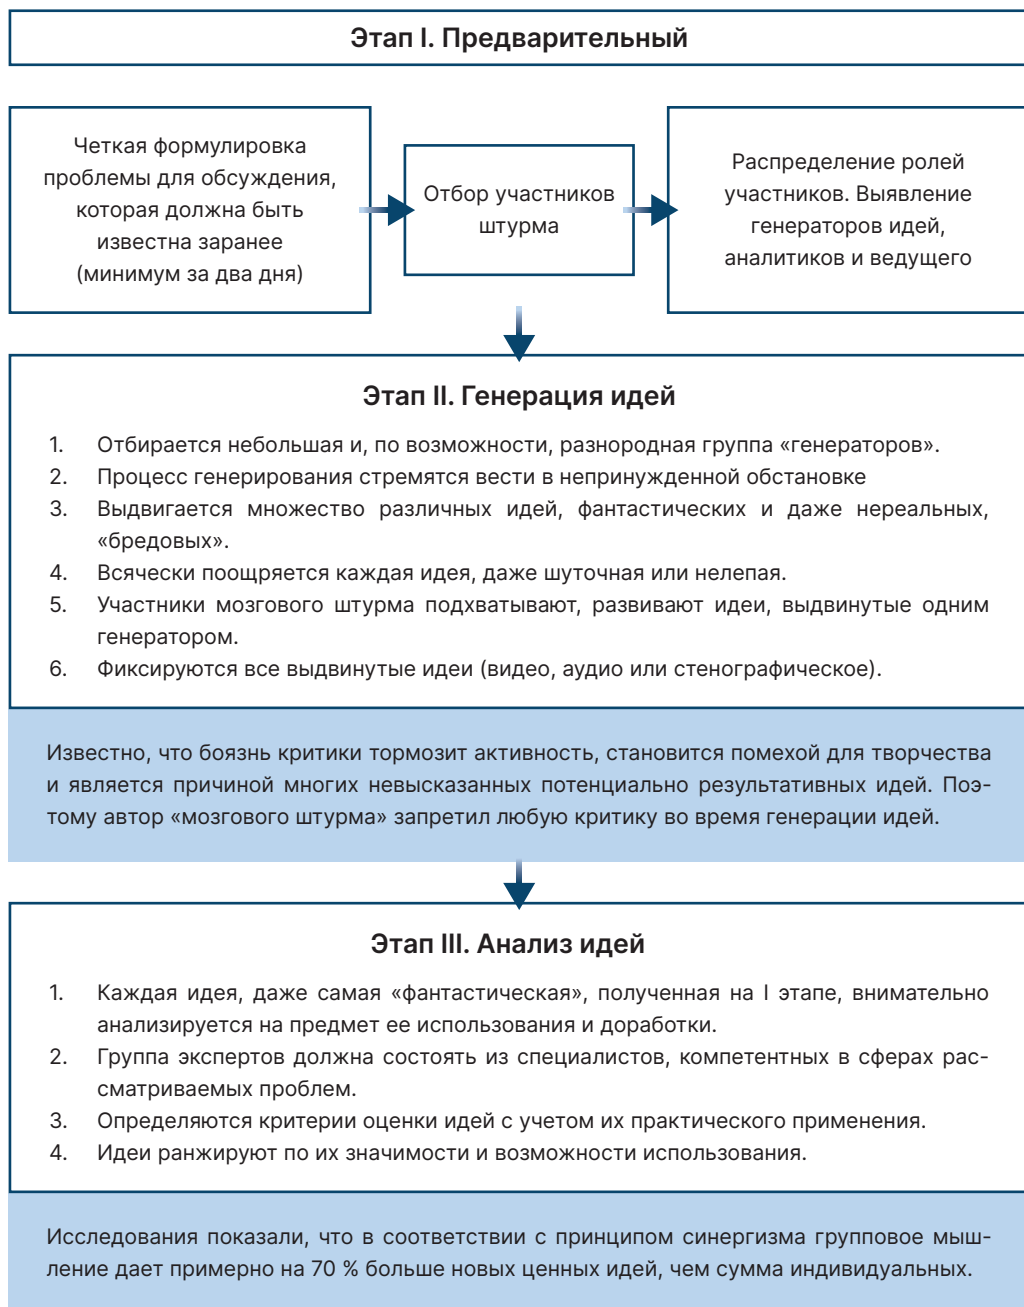 Этап I. Предварительный
Четкая формулировка
проблемы для обсуждения,
которая должна быть
известна заранее
(минимум за два дня)
Отбор участников
штурма
Распределение ролей
участников. Выявление
генераторов идей,
аналитиков и ведущего
Этап II. Генерация идей
1. Отбирается небольшая и, по возможности, разнородная группа «генераторов».
2. Процесс генерирования стремятся вести в непринужденной обстановке
3. Выдвигается множество различных идей, фантастических и даже нереальных,
«бредовых».
4. Всячески поощряется каждая идея, даже шуточная или нелепая.
5. Участники мозгового штурма подхватывают, развивают идеи, выдвинутые одним
генератором.
6. Фиксируются все выдвинутые идеи (видео, аудио или стенографическое).
Известно, что боязнь критики тормозит активность, становится помехой для творчества
и является причиной многих невысказанных потенциально результативных идей. Поэ-
тому автор «мозгового штурма» запретил любую критику во время генерации идей.
Этап III. Анализ идей
1. Каждая идея, даже самая «фантастическая», полученная на I этапе, внимательно
анализируется на предмет ее использования и доработки.
2. Группа экспертов должна состоять из специалистов, компетентных в сферах рас-
сматриваемых проблем.
3. Определяются критерии оценки идей с учетом их практического применения.
4. Идеи ранжируют по их значимости и возможности использования.
Исследования показали, что в соответствии с принципом синергизма групповое мыш-
ление дает примерно на 70 % больше новых ценных идей, чем сумма индивидуальных.